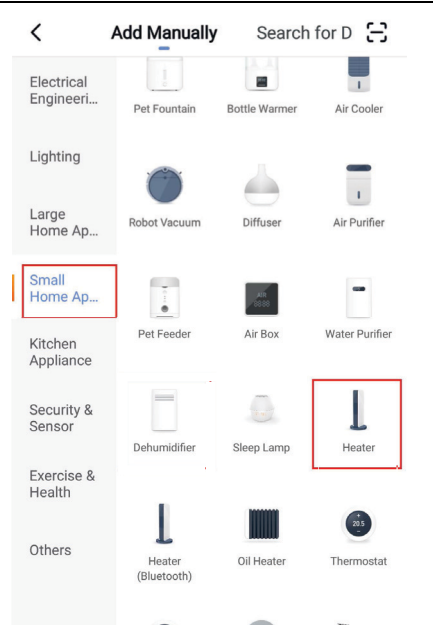 Add Manually
Search for D
Electrical
Engineeri...
Lighting
Large
Home Ap...
Small
Home Ap...
Kitchen
Appliance
Security &
Sensor
Exercise &
Health
Others
Pet Fountain
Bottle Warmer
Air Cooler
Robot Vacuum
Diffuser
Air Purifier
Pet Feeder
Air Box
Water Purifier
Dehumidifier
Sleep Lamp
Heater
Heater
(Bluetooth)
Oil Heater
20.5
Thermostat